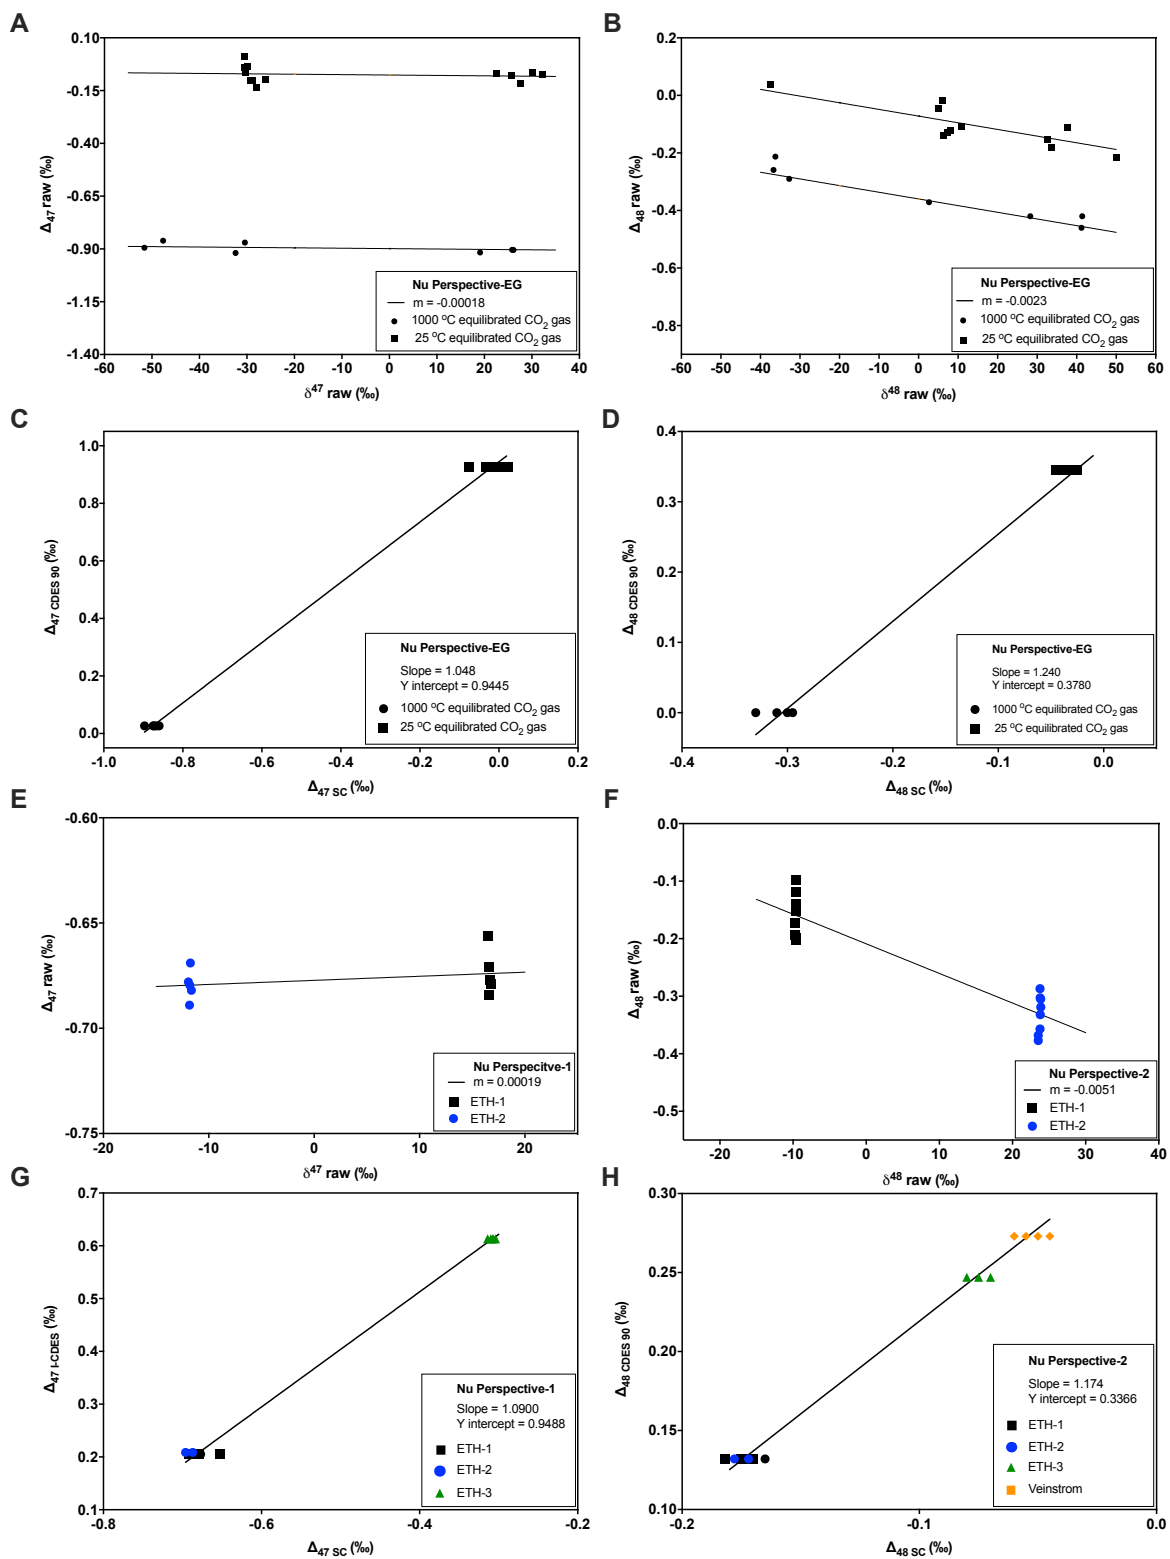 A
0.10
-0.15
-0.40
-0.65
-0.90
-1.15
-1.40
Δ47 raw (‰)
-60 -50 -40 -30 -20 -10 0 10 20 30 40
δ47 raw (‰)
Nu Perspective-EG
m = -0.00018
1000 °C equilibrated CO2 gas
25 °C equilibrated CO2 gas
B
0.2
0.0
-0.2
-0.4
-0.6
-0.8
Δ48 raw (‰)
-60 -50 -40 -30 -20 -10 0 10 20 30 40 50 60
δ48 raw (‰)
Nu Perspective-EG
m = -0.0023
1000 °C equilibrated CO2 gas
25 °C equilibrated CO2 gas
C
1.0
0.8
0.6
0.4
0.2
0.0
Δ47 CDES 90 (‰)
-1.0 -0.8 -0.6 -0.4 -0.2 0.0 0.2
Δ47 SC (‰)
Nu Perspective-EG
Slope = 1.048
Y intercept = 0.9445
1000 °C equilibrated CO2 gas
25 °C equilibrated CO2 gas
D
0.4
0.3
0.2
0.1
0.0
Δ48 CDES 90 (‰)
-0.4 -0.3 -0.2 -0.1 0.0
Δ48 SC (‰)
Nu Perspective-EG
Slope = 1.240
Y intercept = 0.3780
1000 °C equilibrated CO2 gas
25 °C equilibrated CO2 gas
E
-0.60
-0.65
-0.70
-0.75
Δ47 raw (‰)
-20 -10 0 10 20
δ47 raw (‰)
Nu Perspecitve-1
m = 0.00019
ETH-1
ETH-2
F
0.0
-0.1
-0.2
-0.3
-0.4
-0.5
Δ48 raw (‰)
-20 -10 0 10 20 30 40
δ48 raw (‰)
Nu Perspective-2
m = -0.0051
ETH-1
ETH-2
G
0.7
0.6
0.5
0.4
0.3
0.2
0.1
Δ47 I-CDES (‰)
-0.8 -0.6 -0.4 -0.2
Δ47 SC (‰)
Nu Perspective-1
Slope = 1.0900
Y intercept = 0.9488
ETH-1
ETH-2
ETH-3
H
0.30
0.25
0.20
0.15
0.10
Δ48 CDES 90 (‰)
-0.2 -0.1 0.0
Δ48 SC (‰)
Nu Perspective-2
Slope = 1.174
Y intercept = 0.3366
ETH-1
ETH-2
ETH-3
Veinstrom